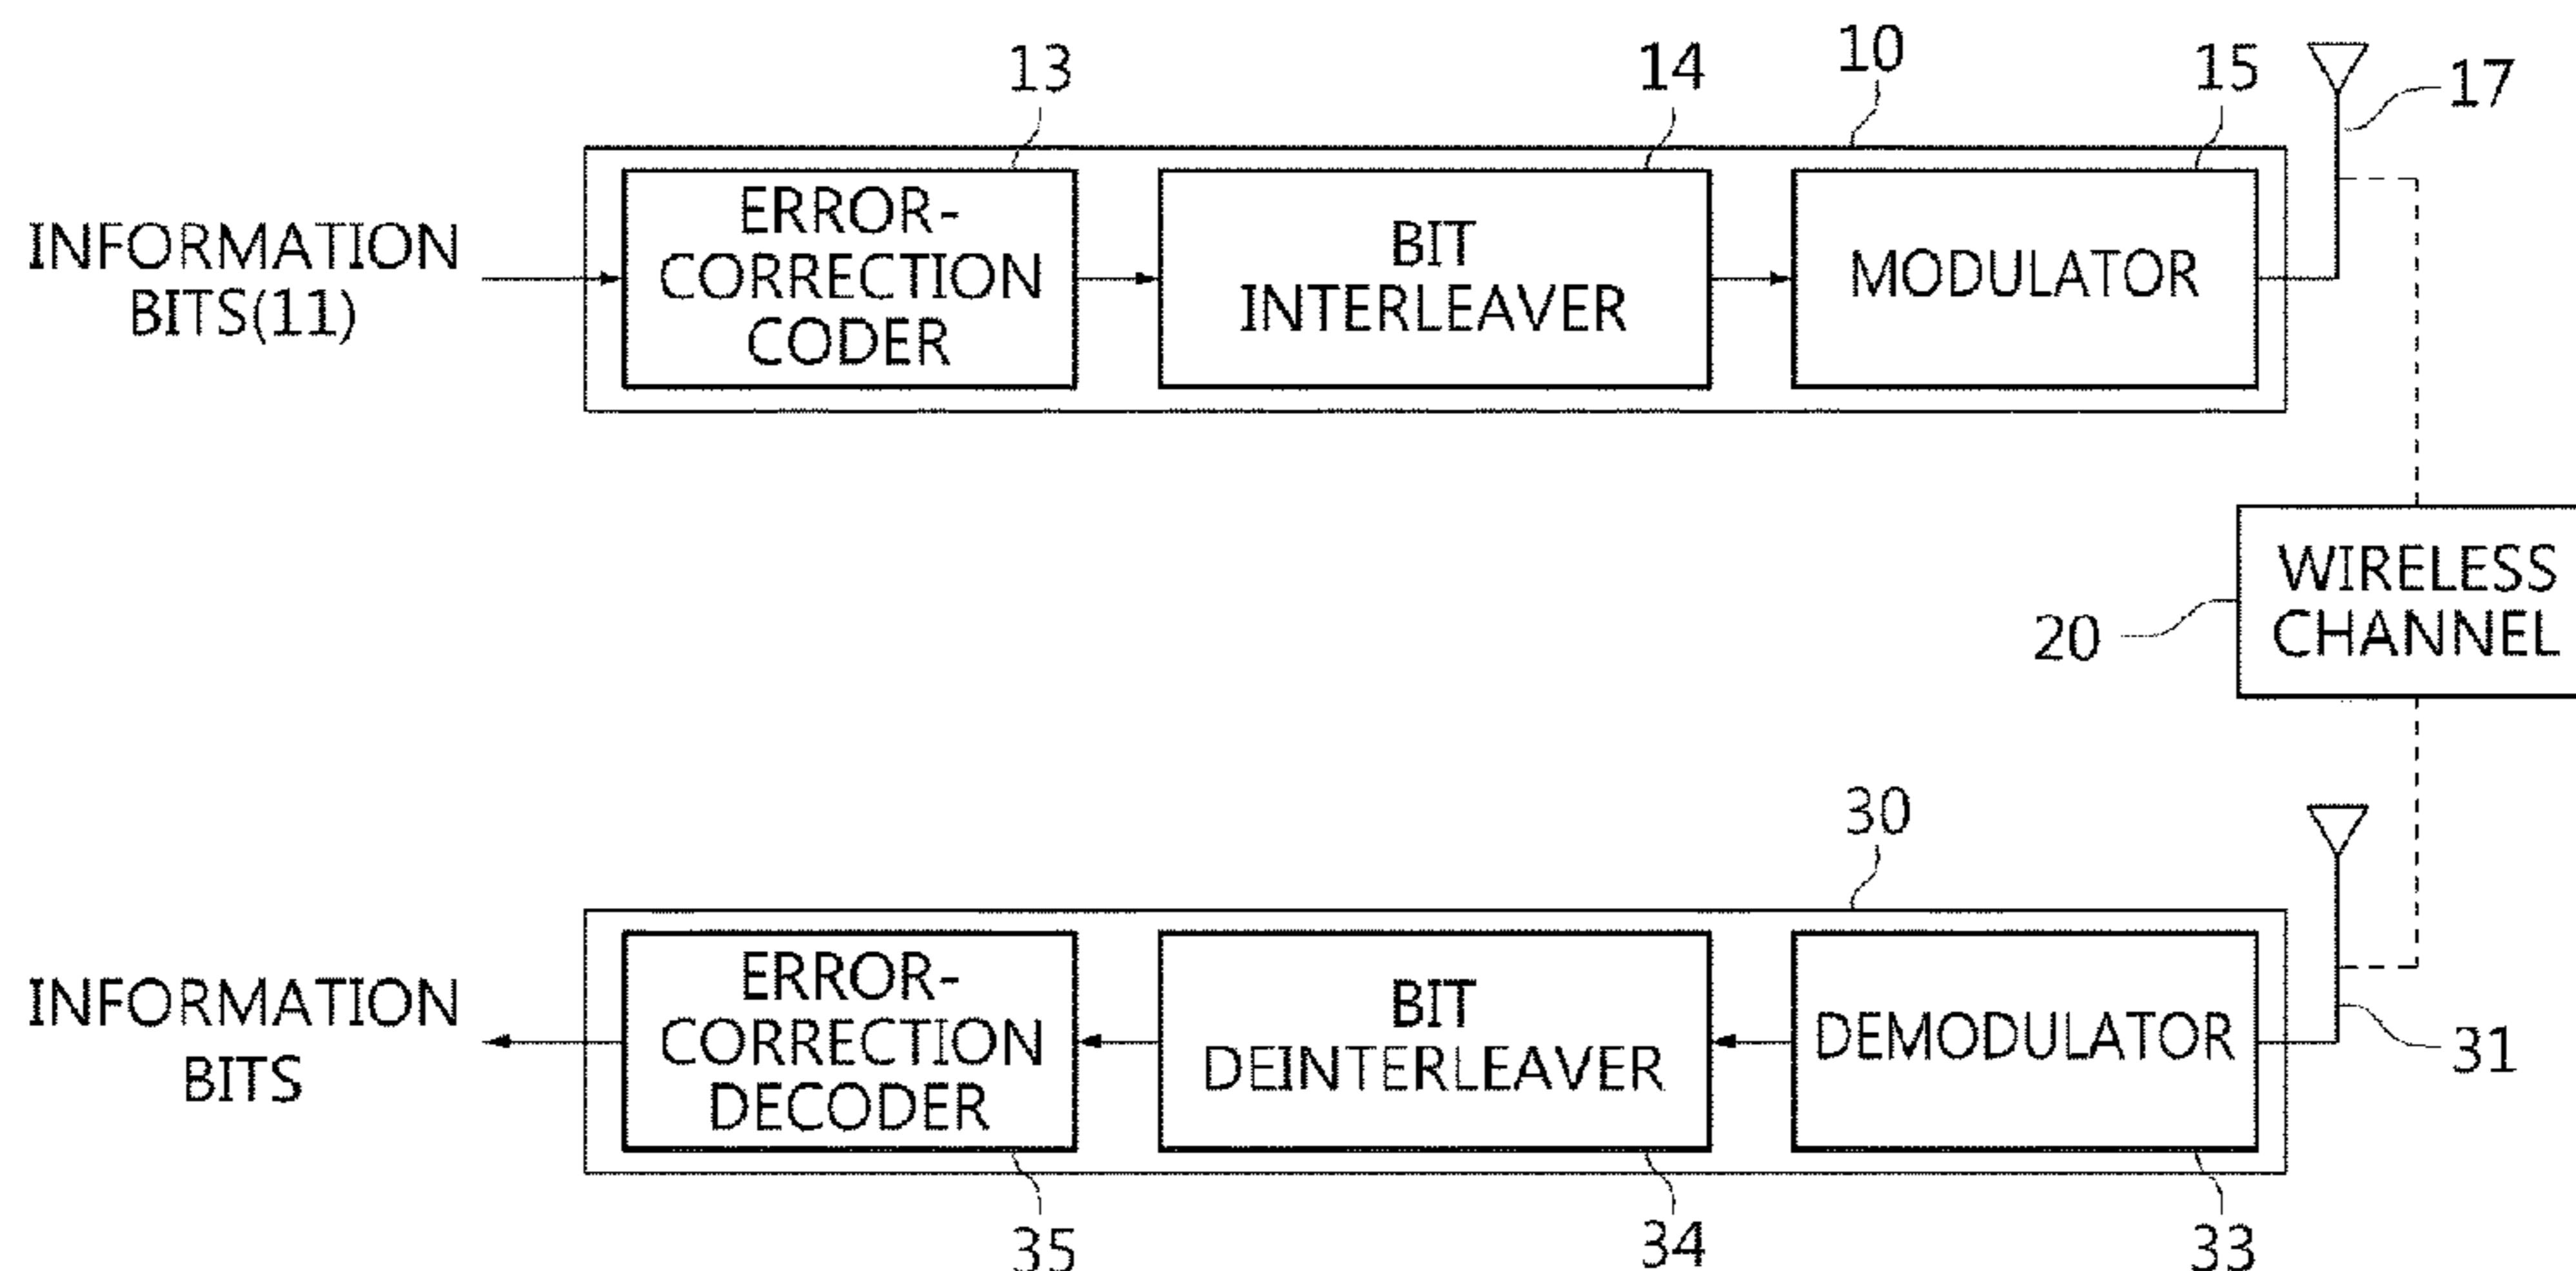 10
13
14
15
17
INFORMATION
BITS(11)
ERROR-
CORRECTION
CODER
BIT
INTERLEAVER
MODULATOR
WIRELESS
CHANNEL
20
30
INFORMATION
BITS
ERROR-
CORRECTION
DECODER
BIT
DEINTERLEAVER
DEMODULATOR
31
35
34
33